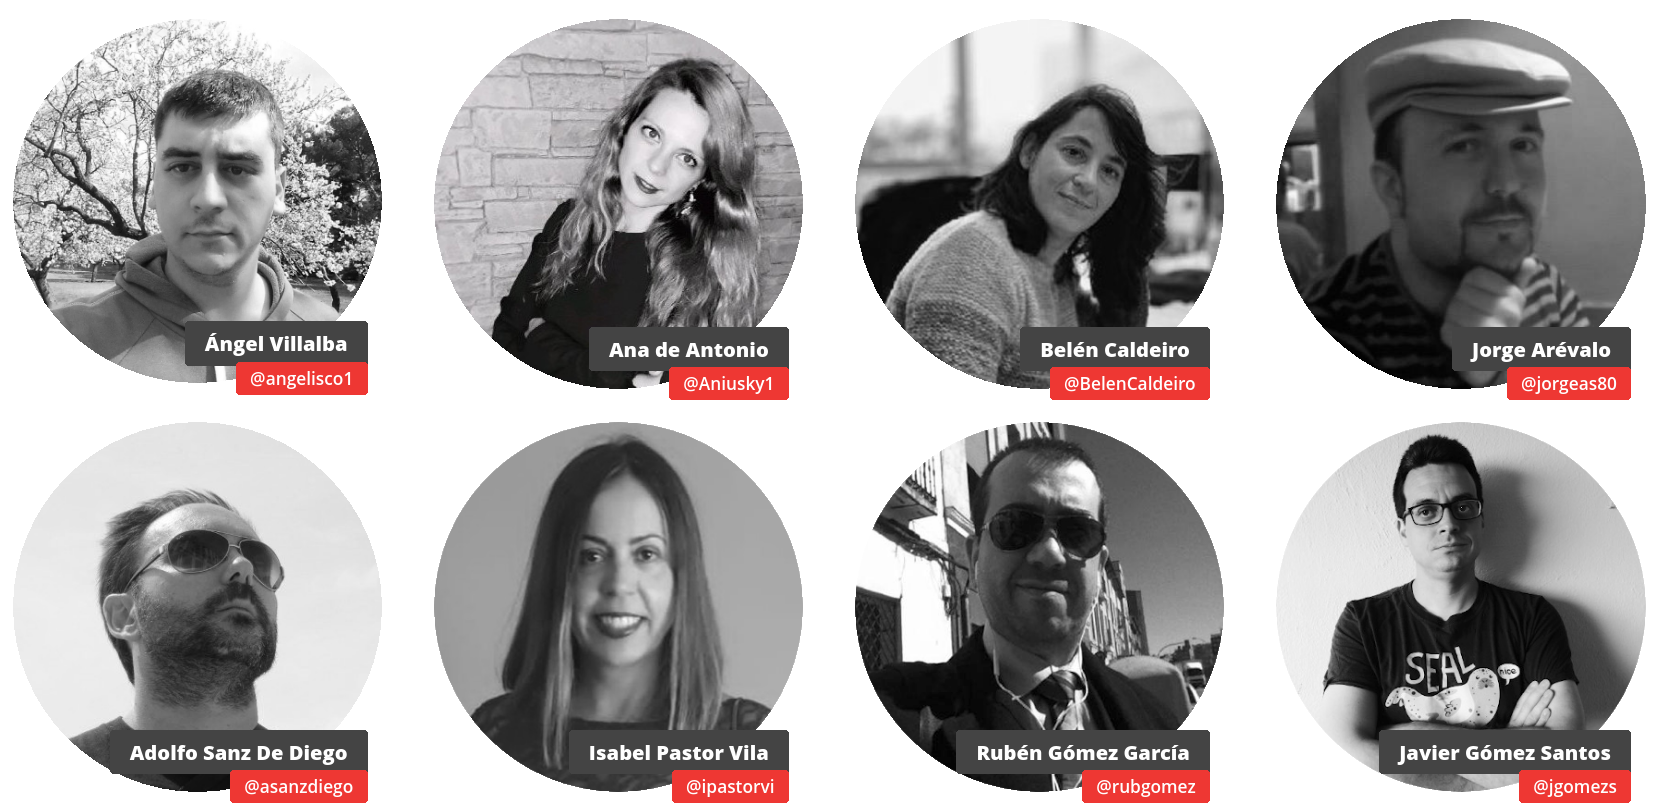 Ángel Villalba
@angelisco1
Ana de Antonio
@Aniusky1
Belén Caldeiro
@BelenCaldeiro
Jorge Arévalo
@jorgeas80
Adolfo Sanz De Diego
@asanzdiego
Isabel Pastor Vila
@ipastorvi
Rubén Gómez García
@rubgomez
SEAL
nice
Javier Gómez Santos
@jgomezs